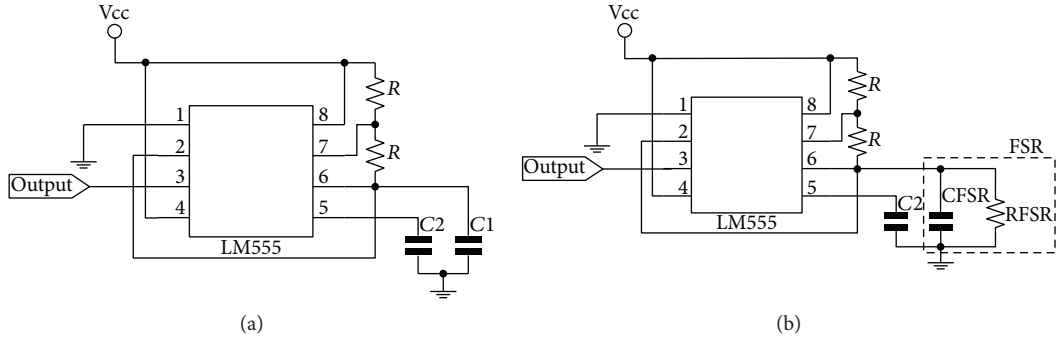 Vcc
R
1
8
2
7
R
Output
3
6
4
5
C2
C1
LM555
(a)
Vcc
R
1
8
2
7
R
FSR
Output
3
6
4
5
C2
CFSR
RFSR
LM555
(b)